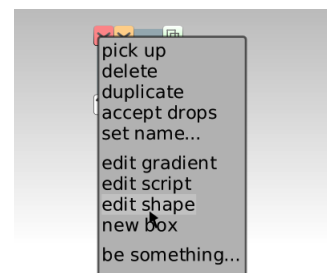 pick up
delete
duplicate
accept drops
set name...
edit gradient
edit script
edit shape
new box
be something...